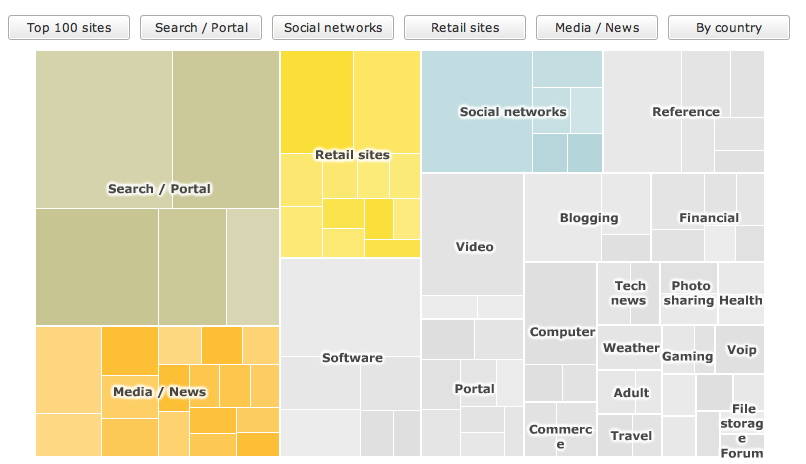 Top 100 sites
Search / Portal
Social networks
Retail sites
Media / News
By country
Social networks
Reference
Retail sites
Search / Portal
Blogging
Financial
Video
Tech
news
Photo
sharing
Health
Computer
Software
Weather
Gaming
Voip
Media / News
Portal
Adult
File
storag
e
Commerc
e
Travel
Forum